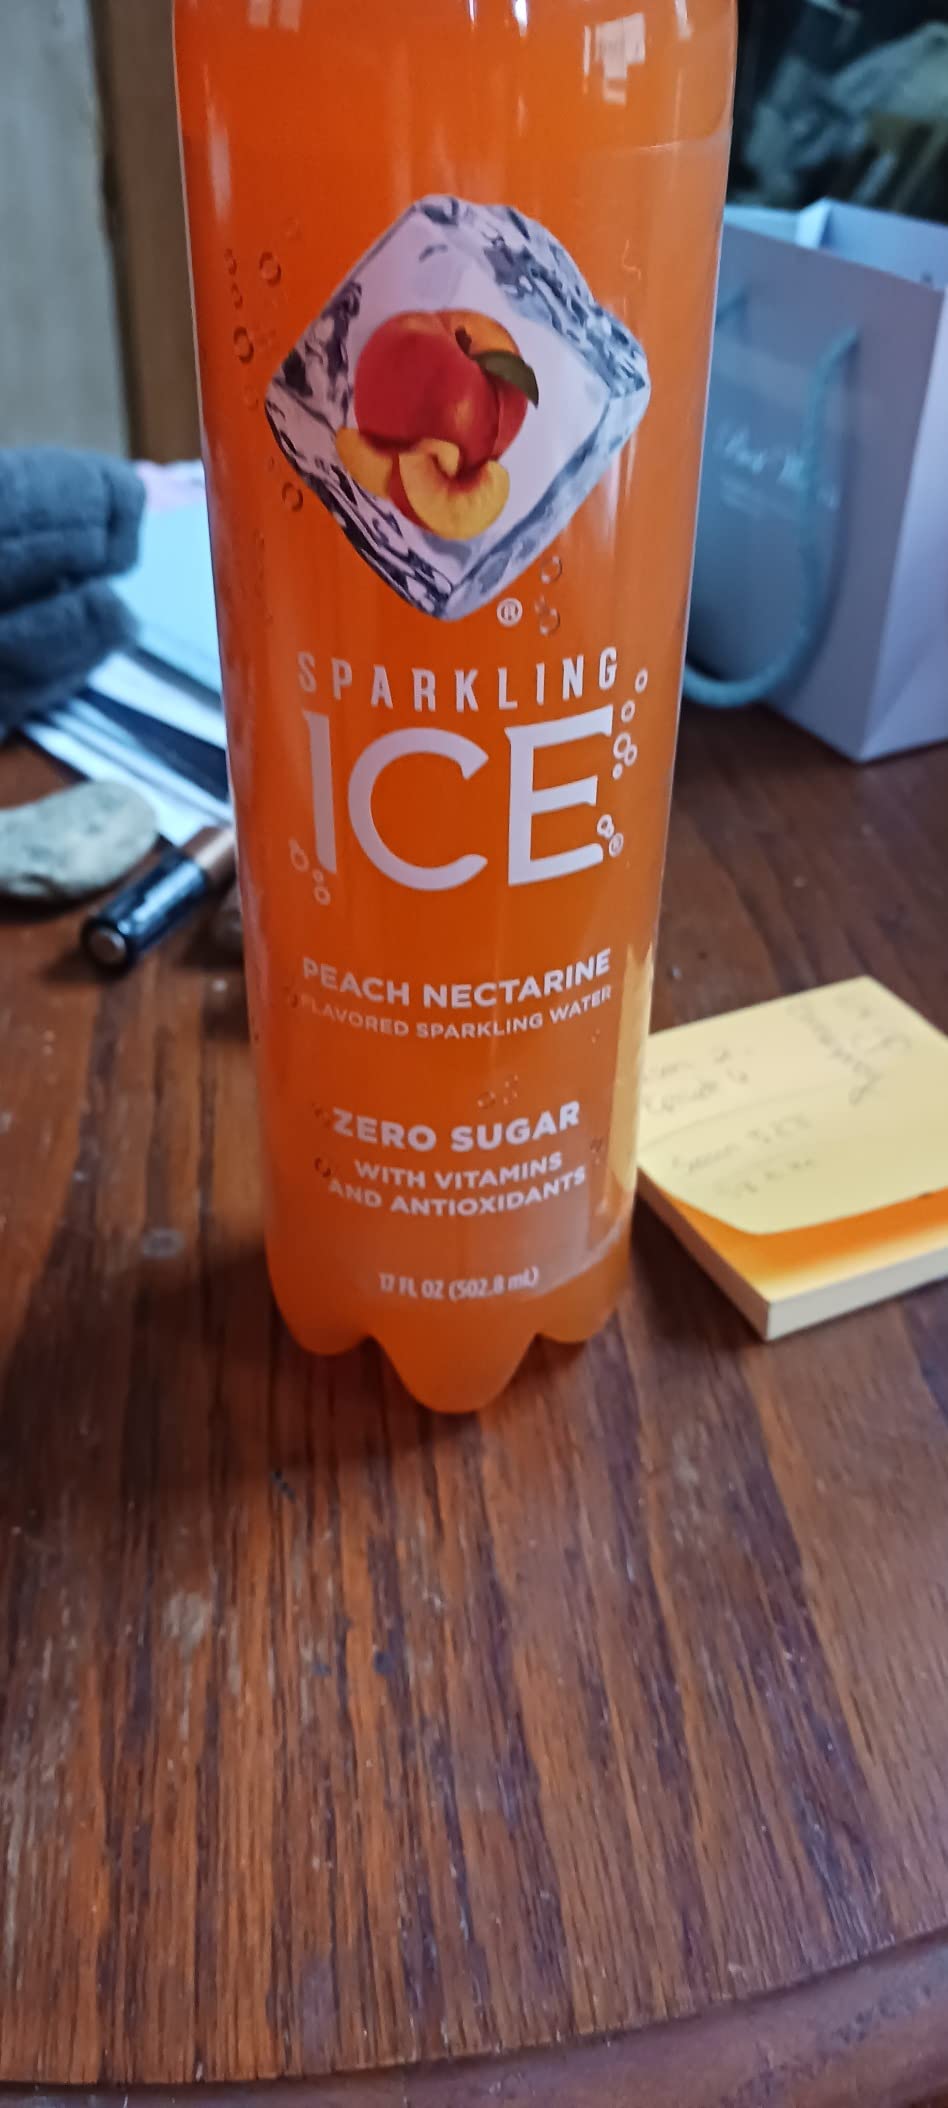 ®
SPARKLING
ICE®
PEACH NECTARINE
FLAVORED SPARKLING WATER
ZERO SUGAR
WITH VITAMINS
AND ANTIOXIDANTS
17 FL OZ (502.8 mL)